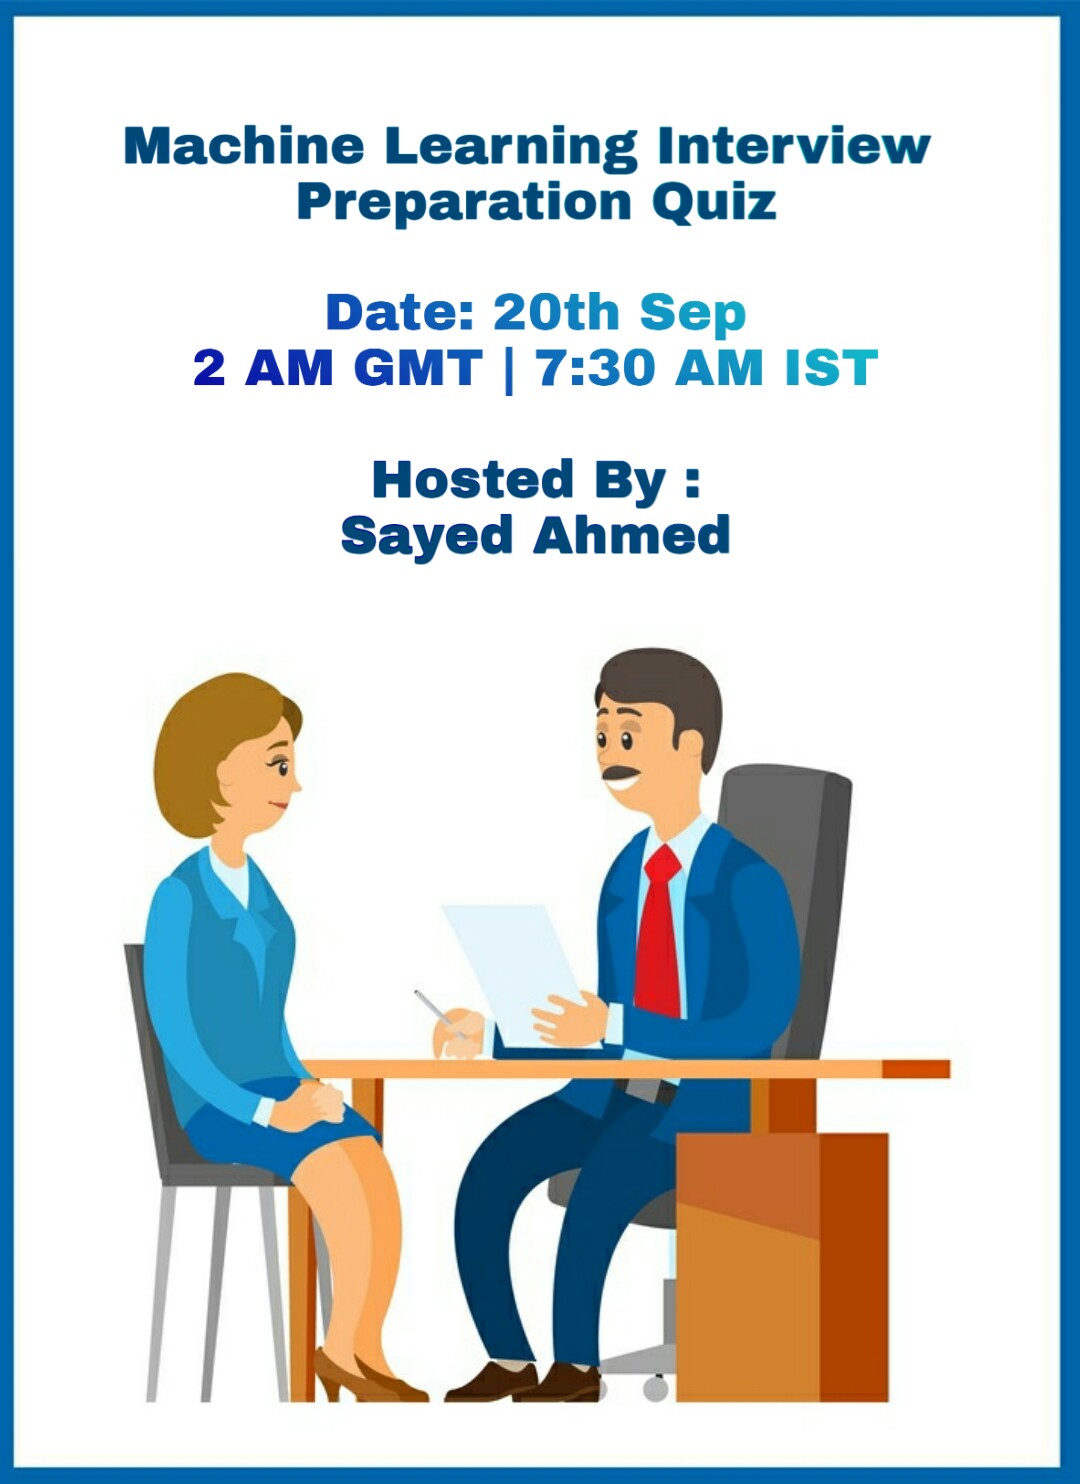 Machine Learning Interview
Preparation Quiz
Date: 20th Sep
2 AM GMT | 7:30 AM IST
Hosted By :
Sayed Ahmed